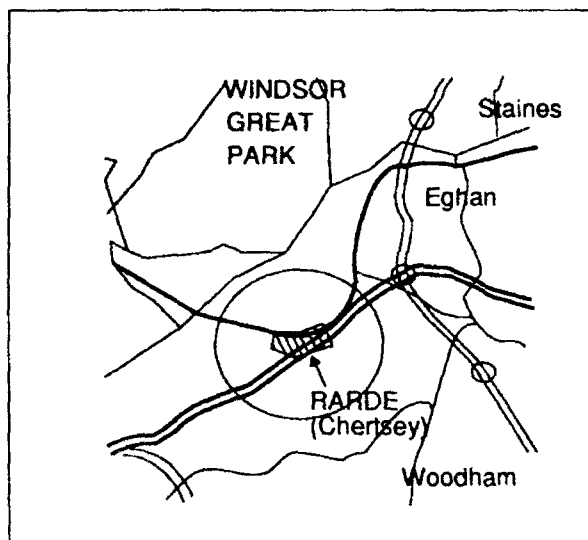 WINDSOR
GREAT
PARK
Staines
Eghan
RARDE
(Chertsey)
Woodham